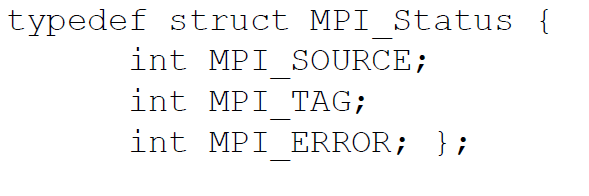 typedef struct MPI_Status {
int MPI_SOURCE;
int MPI_TAG;
int MPI_ERROR; };